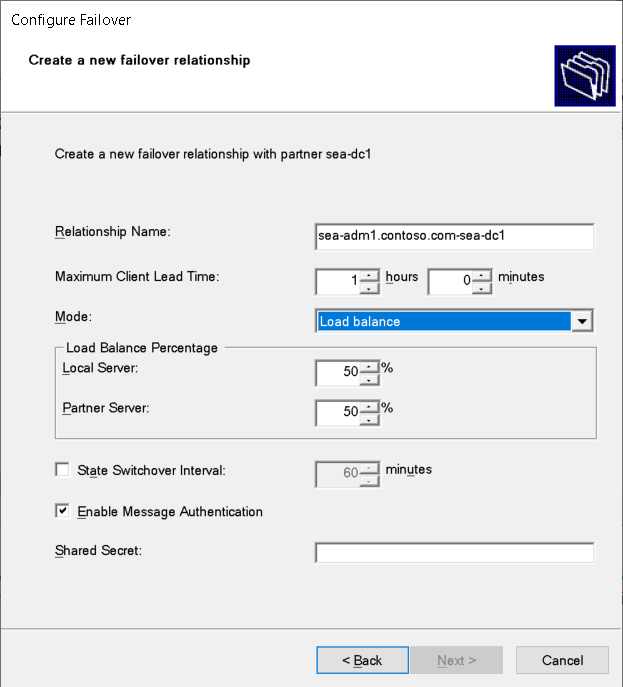 Configure Failover
Create a new failover relationship
Create a new failover relationship with partner sea-dc1
Relationship Name: sea-adm1.contoso.com-sea-dc1
Maximum Client Lead Time: 1 hours 0 minutes
Mode: Load balance
Load Balance Percentage
Local Server: 50 %
Partner Server: 50 %
State Switchover Interval: 60 minutes
Enable Message Authentication
Shared Secret:
< Back Next > Cancel